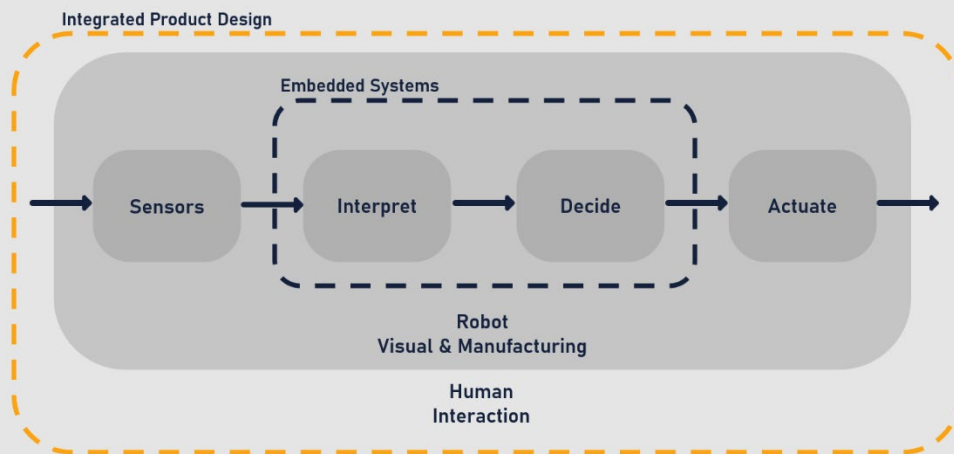 Integrated Product Design
Embedded Systems
Sensors
Interpret
Decide
Actuate
Robot
Visual & Manufacturing
Human
Interaction